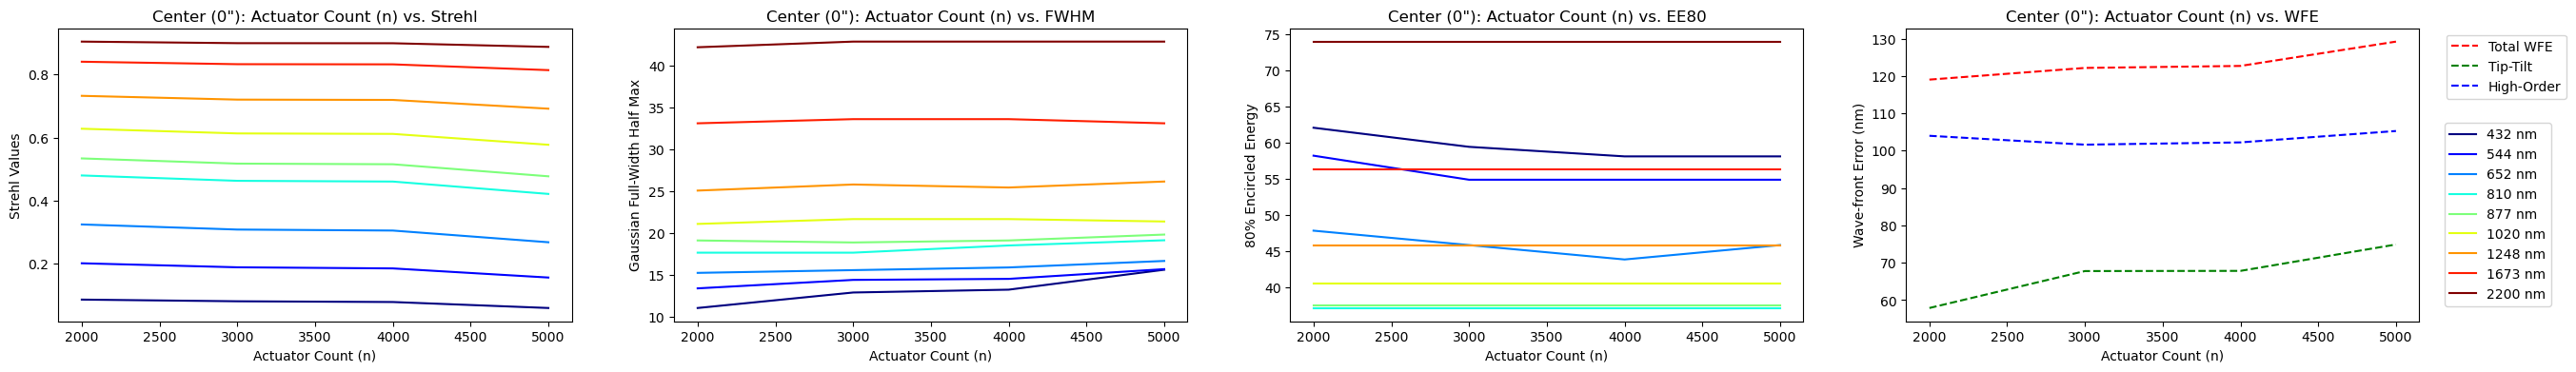 Center (0"): Actuator Count (n) vs. Strehl
Strehl Values
0.8
0.6
0.4
0.2
2000 2500 3000 3500 4000 4500 5000
Actuator Count (n)
Center (0"): Actuator Count (n) vs. FWHM
Gaussian Full-Width Half Max
40
35
30
25
20
15
10
2000 2500 3000 3500 4000 4500 5000
Actuator Count (n)
Center (0"): Actuator Count (n) vs. EE80
80% Encircled Energy
75
70
65
60
55
50
45
40
2000 2500 3000 3500 4000 4500 5000
Actuator Count (n)
Center (0"): Actuator Count (n) vs. WFE
Wave-front Error (nm)
130
120
110
100
90
80
70
60
2000 2500 3000 3500 4000 4500 5000
Actuator Count (n)
Total WFE
Tip-Tilt
High-Order
432 nm
544 nm
652 nm
810 nm
877 nm
1020 nm
1248 nm
1673 nm
2200 nm